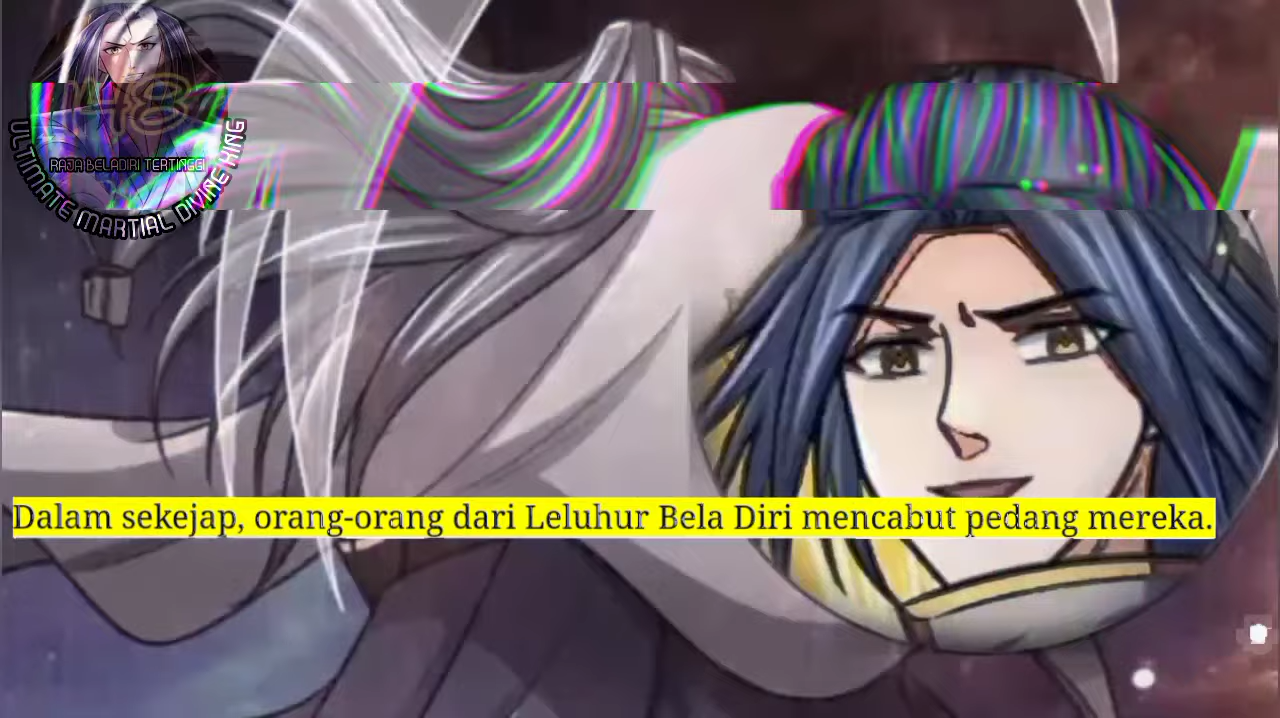 RAJA BELADIRI TERTINGGI
ULTIMATE MARTIAL DIVINE KING
Dalam sekejap, orang-orang dari Leluhur Bela Diri mencabut pedang mereka.